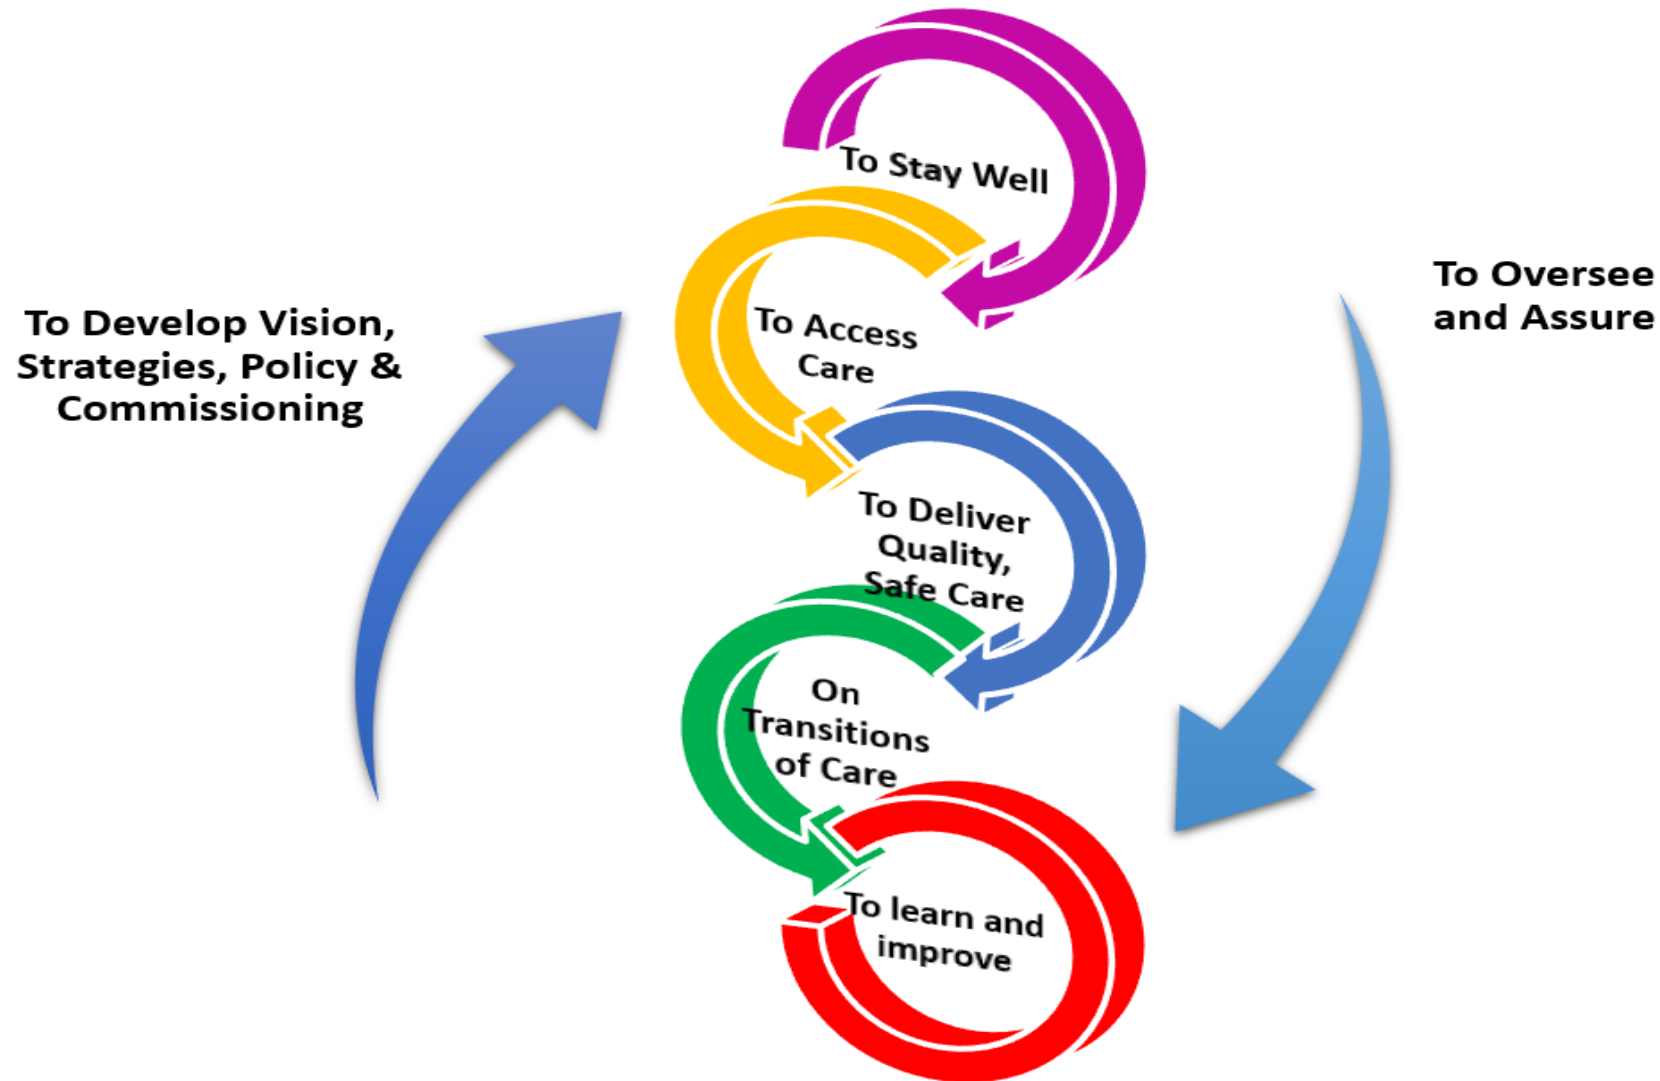 To Stay Well
To Develop Vision,
Strategies, Policy &
Commissioning
To Access
Care
To Oversee
and Assure
To Deliver
Quality,
Safe Care
On
Transitions
of Care
To learn and
improve